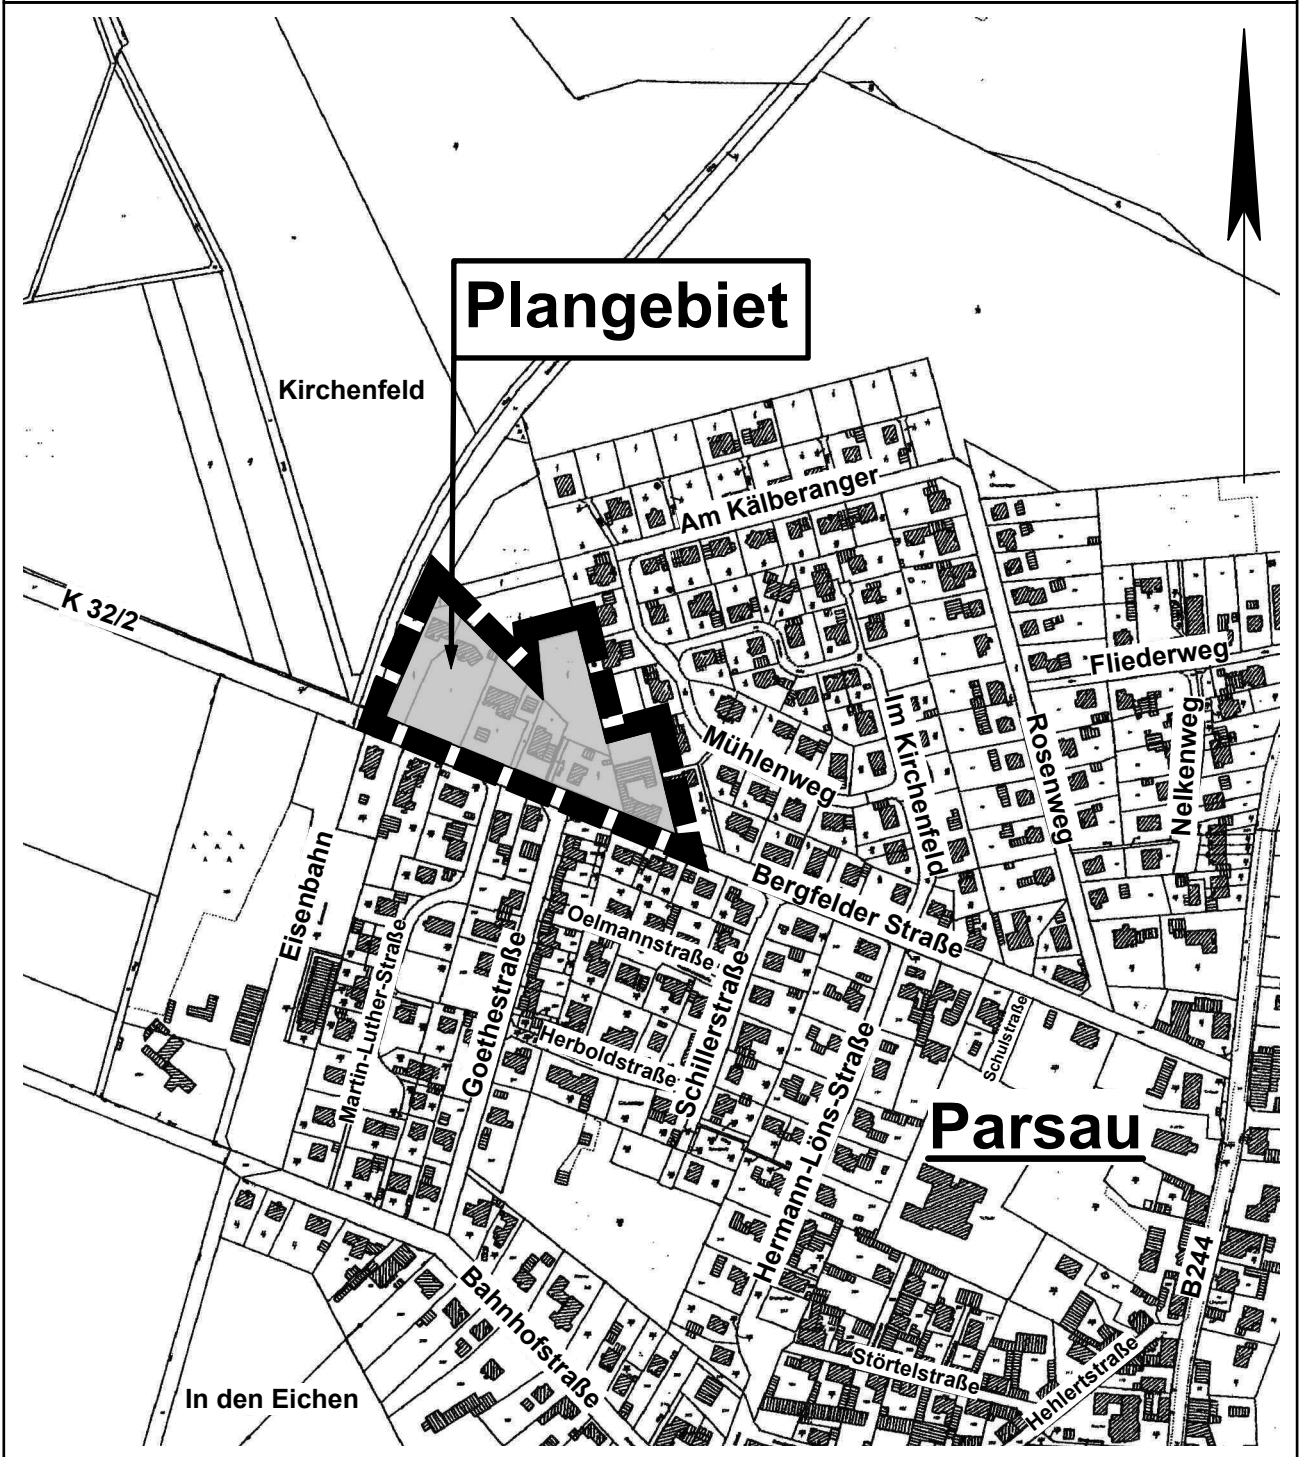 Plangebiet
Kirchenfeld
Am Kälberanger
K 32/2
Fliederweg
Im Kirchenfeld
Nelkenweg
Rosenweg
Mühlenweg
Eisenbahn
Bergfelder Straße
Oelmannstraße
Martin-Luther-Straße
Goethestraße
Schillerstraße
Herboldstraße
Hermann-Löns-Straße
Schulstraße
Parsau
B244
Bahnhofstraße
Störtelstraße
Hehlertstraße
In den Eichen